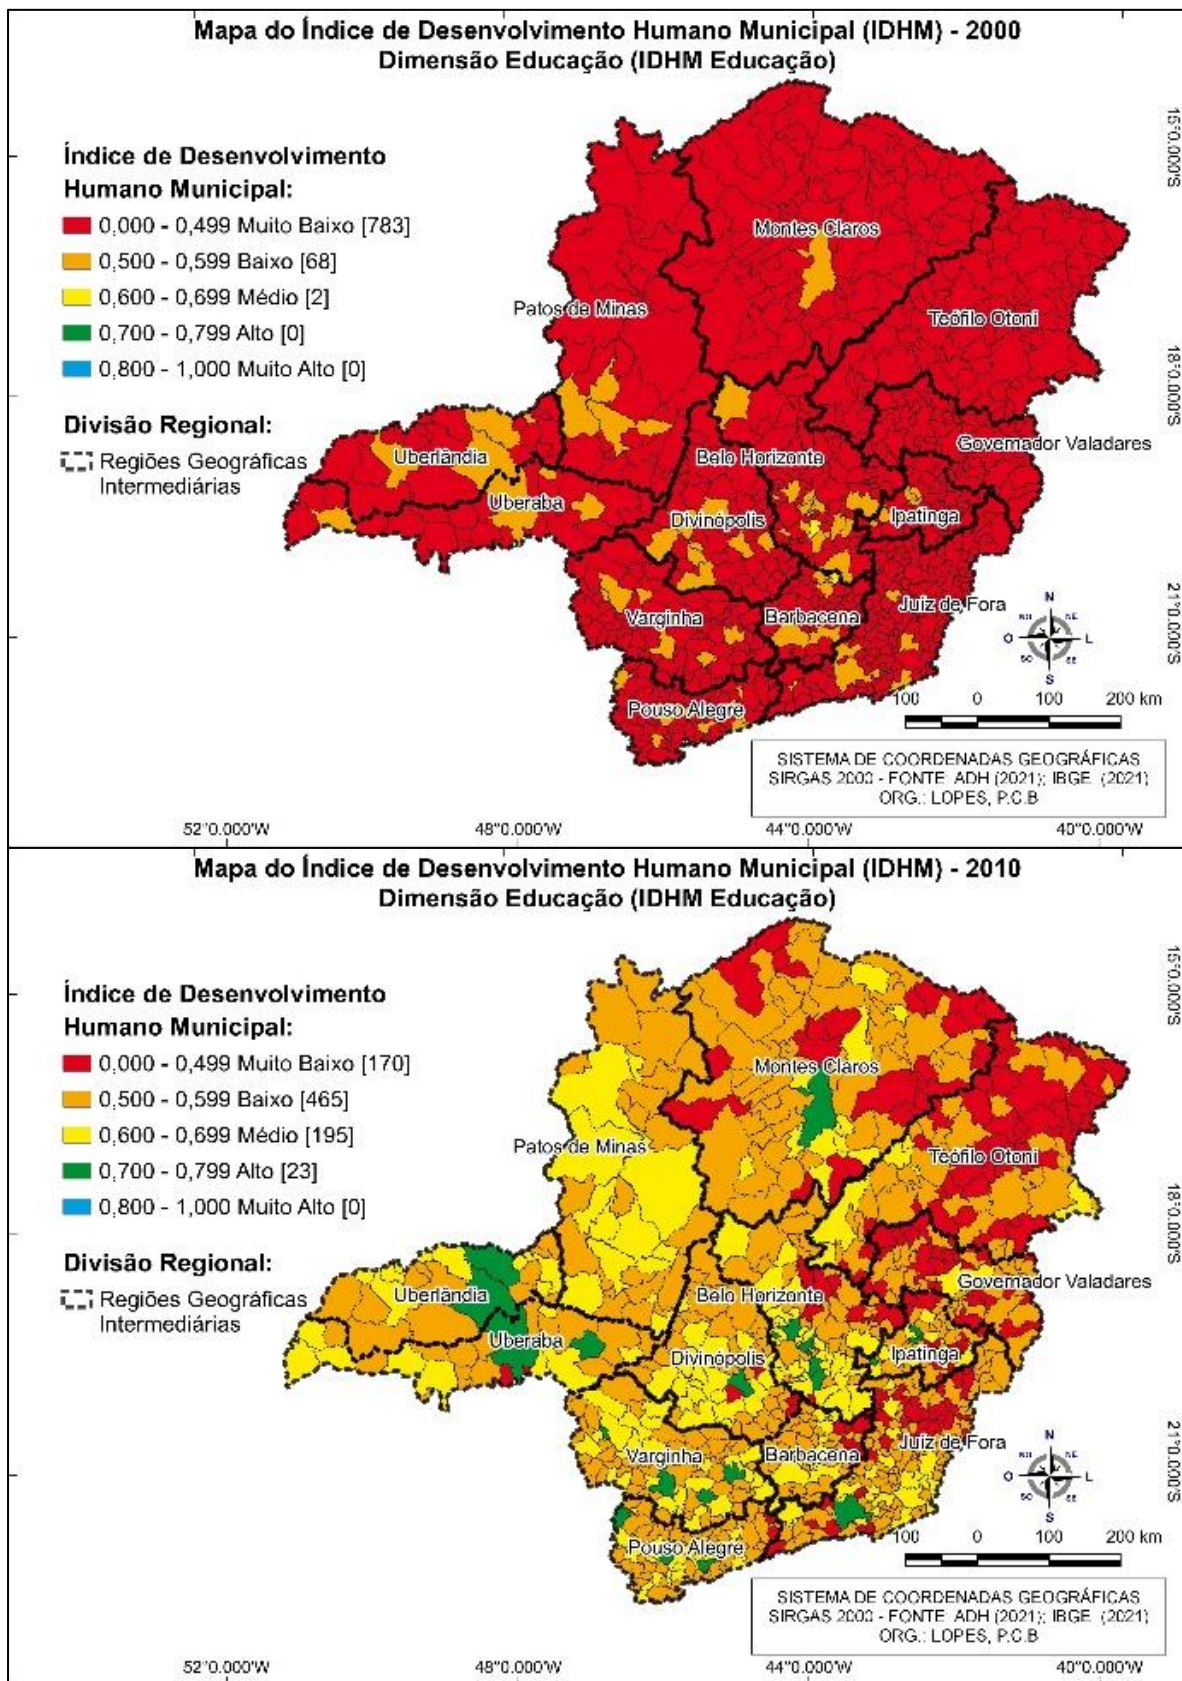 Mapa do Índice de Desenvolvimento Humano Municipal (IDHM) - 2000
Dimensão Educação (IDHM Educação)
Índice de Desenvolvimento
Humano Municipal:
0,000 - 0,499 Muito Baixo [783]
0,500 - 0,599 Baixo [68]
0,600 - 0,699 Médio [2]
0,700 - 0,799 Alto [0]
0,800 - 1,000 Muito Alto [0]
Divisão Regional:
Regiões Geográficas
Intermediárias
Montes Claros
Patos de Minas
Teófilo Otoni
Governador Valadares
Uberlândia
Belo Horizonte
Uberaba
Divinópolis
Ipatinga
Juíz de Fora
Varginha
Barbacena
Pouso Alegre
15°0.000'S
18°0.000'S
21°0.000'S
N
NO
NE
O
L
SO
SE
S
100 0 100 200 km
SISTEMA DE COORDENADAS GEOGRÁFICAS
SIRGAS 2000 - FONTE: ADH (2021); IBGE (2021)
ORG.: LOPES, P.C.B
52°0.000'W 48°0.000'W 44°0.000'W 40°0.000'W
Mapa do Índice de Desenvolvimento Humano Municipal (IDHM) - 2010
Dimensão Educação (IDHM Educação)
Índice de Desenvolvimento
Humano Municipal:
0,000 - 0,499 Muito Baixo [170]
0,500 - 0,599 Baixo [465]
0,600 - 0,699 Médio [195]
0,700 - 0,799 Alto [23]
0,800 - 1,000 Muito Alto [0]
Divisão Regional:
Regiões Geográficas
Intermediárias
Montes Claros
Patos de Minas
Teófilo Otoni
Governador Valadares
Uberlândia
Belo Horizonte
Uberaba
Divinópolis
Ipatinga
Juíz de Fora
Varginha
Barbacena
Pouso Alegre
15°0.000'S
18°0.000'S
21°0.000'S
N
NO
NE
O
L
SO
SE
S
100 0 100 200 km
SISTEMA DE COORDENADAS GEOGRÁFICAS
SIRGAS 2000 - FONTE: ADH (2021); IBGE (2021)
ORG.: LOPES, P.C.B
52°0.000'W 48°0.000'W 44°0.000'W 40°0.000'W